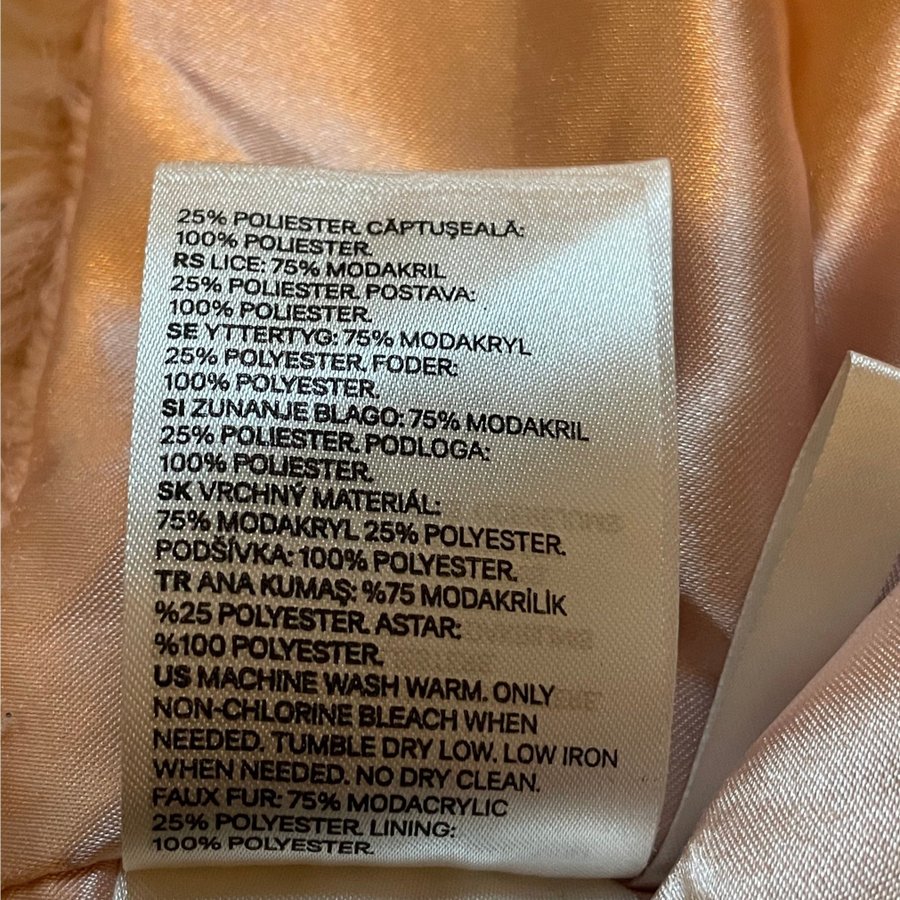 25% POLIESTER. CĂPTUȘEALĂ:
100% POLIESTER.
RS LICE: 75% MODAKRIL
25% POLIESTER. POSTAVA:
100% POLIESTER.
SE YTTERTYG: 75% MODAKRYL
25% POLYESTER. FODER:
100% POLYESTER.
SI ZUNANJE BLAGO: 75% MODAKRIL
25% POLIESTER. PODLOGA:
100% POLIESTER.
SK VRCHNÝ MATERIÁL:
75% MODAKRYL 25% POLYESTER.
PODŠÍVKA: 100% POLYESTER.
TR ANA KUMAŞ: %75 MODAKRİLİK
%25 POLYESTER. ASTAR:
%100 POLYESTER.
US MACHINE WASH WARM. ONLY
NON-CHLORINE BLEACH WHEN
NEEDED. TUMBLE DRY LOW. LOW IRON
WHEN NEEDED. NO DRY CLEAN.
FAUX FUR: 75% MODACRYLIC
25% POLYESTER. LINING:
100% POLYESTER.